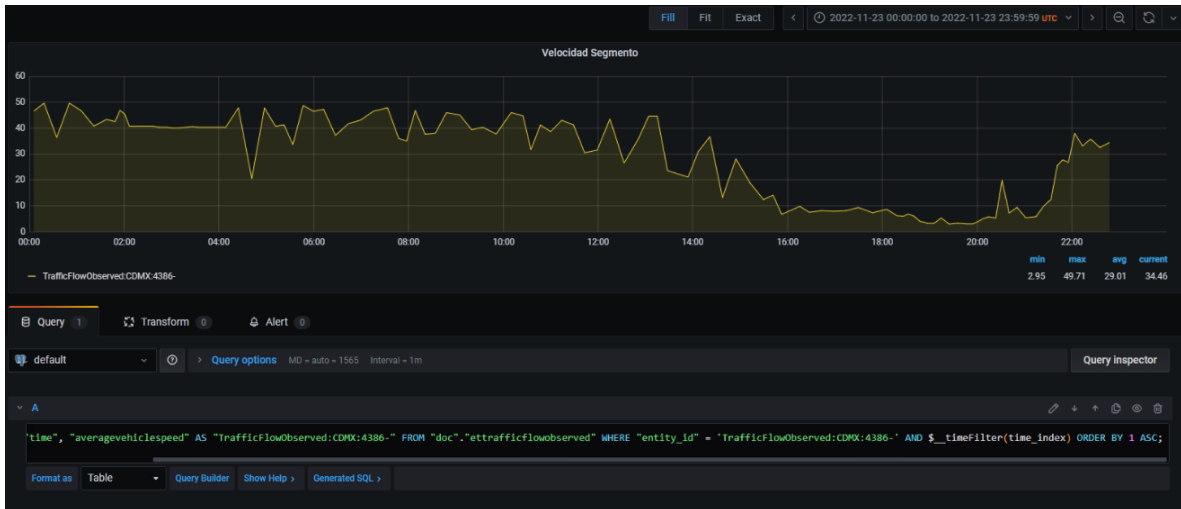 Fill Fit Exact 2022-11-23 00:00:00 to 2022-11-23 23:59:59 UTC
Velocidad Segmento
60
50
40
30
20
10
0
00:00 02:00 04:00 06:00 08:00 10:00 12:00 14:00 16:00 18:00 20:00 22:00
min max avg current
TrafficFlowObserved:CDMX:4386- 2.95 49.71 29.01 34.46
Query 1 Transform 0 Alert 0
default Query options MD = auto = 1565 Interval = 1m Query inspector
A
"time", "averagevehiclespeed" AS "TrafficFlowObserved:CDMX:4386-" FROM "doc"."ettrafficflowobserved" WHERE "entity_id" = 'TrafficFlowObserved:CDMX:4386-' AND $__timeFilter(time_index) ORDER BY 1 ASC;
Format as Table Query Builder Show Help > Generated SQL >